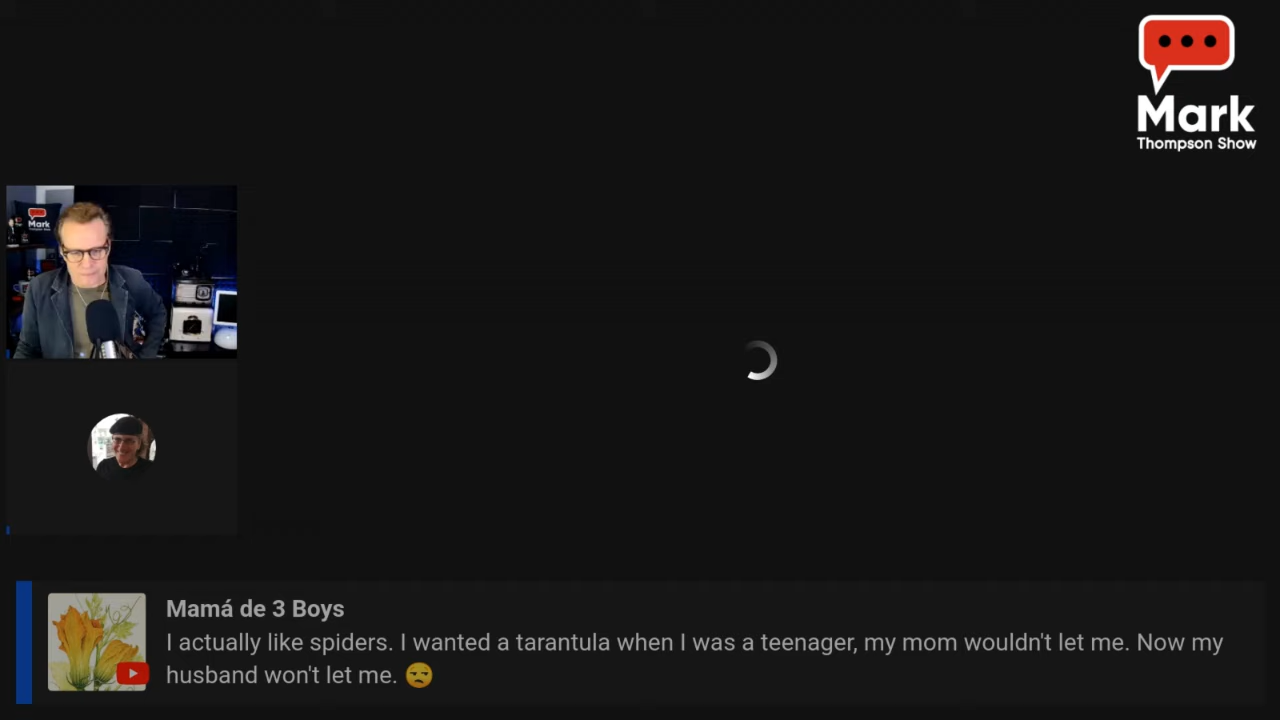 Mark
Thompson Show
Mark
Mamá de 3 Boys
I actually like spiders. I wanted a tarantula when I was a teenager, my mom wouldn't let me. Now my
husband won't let me. 😒